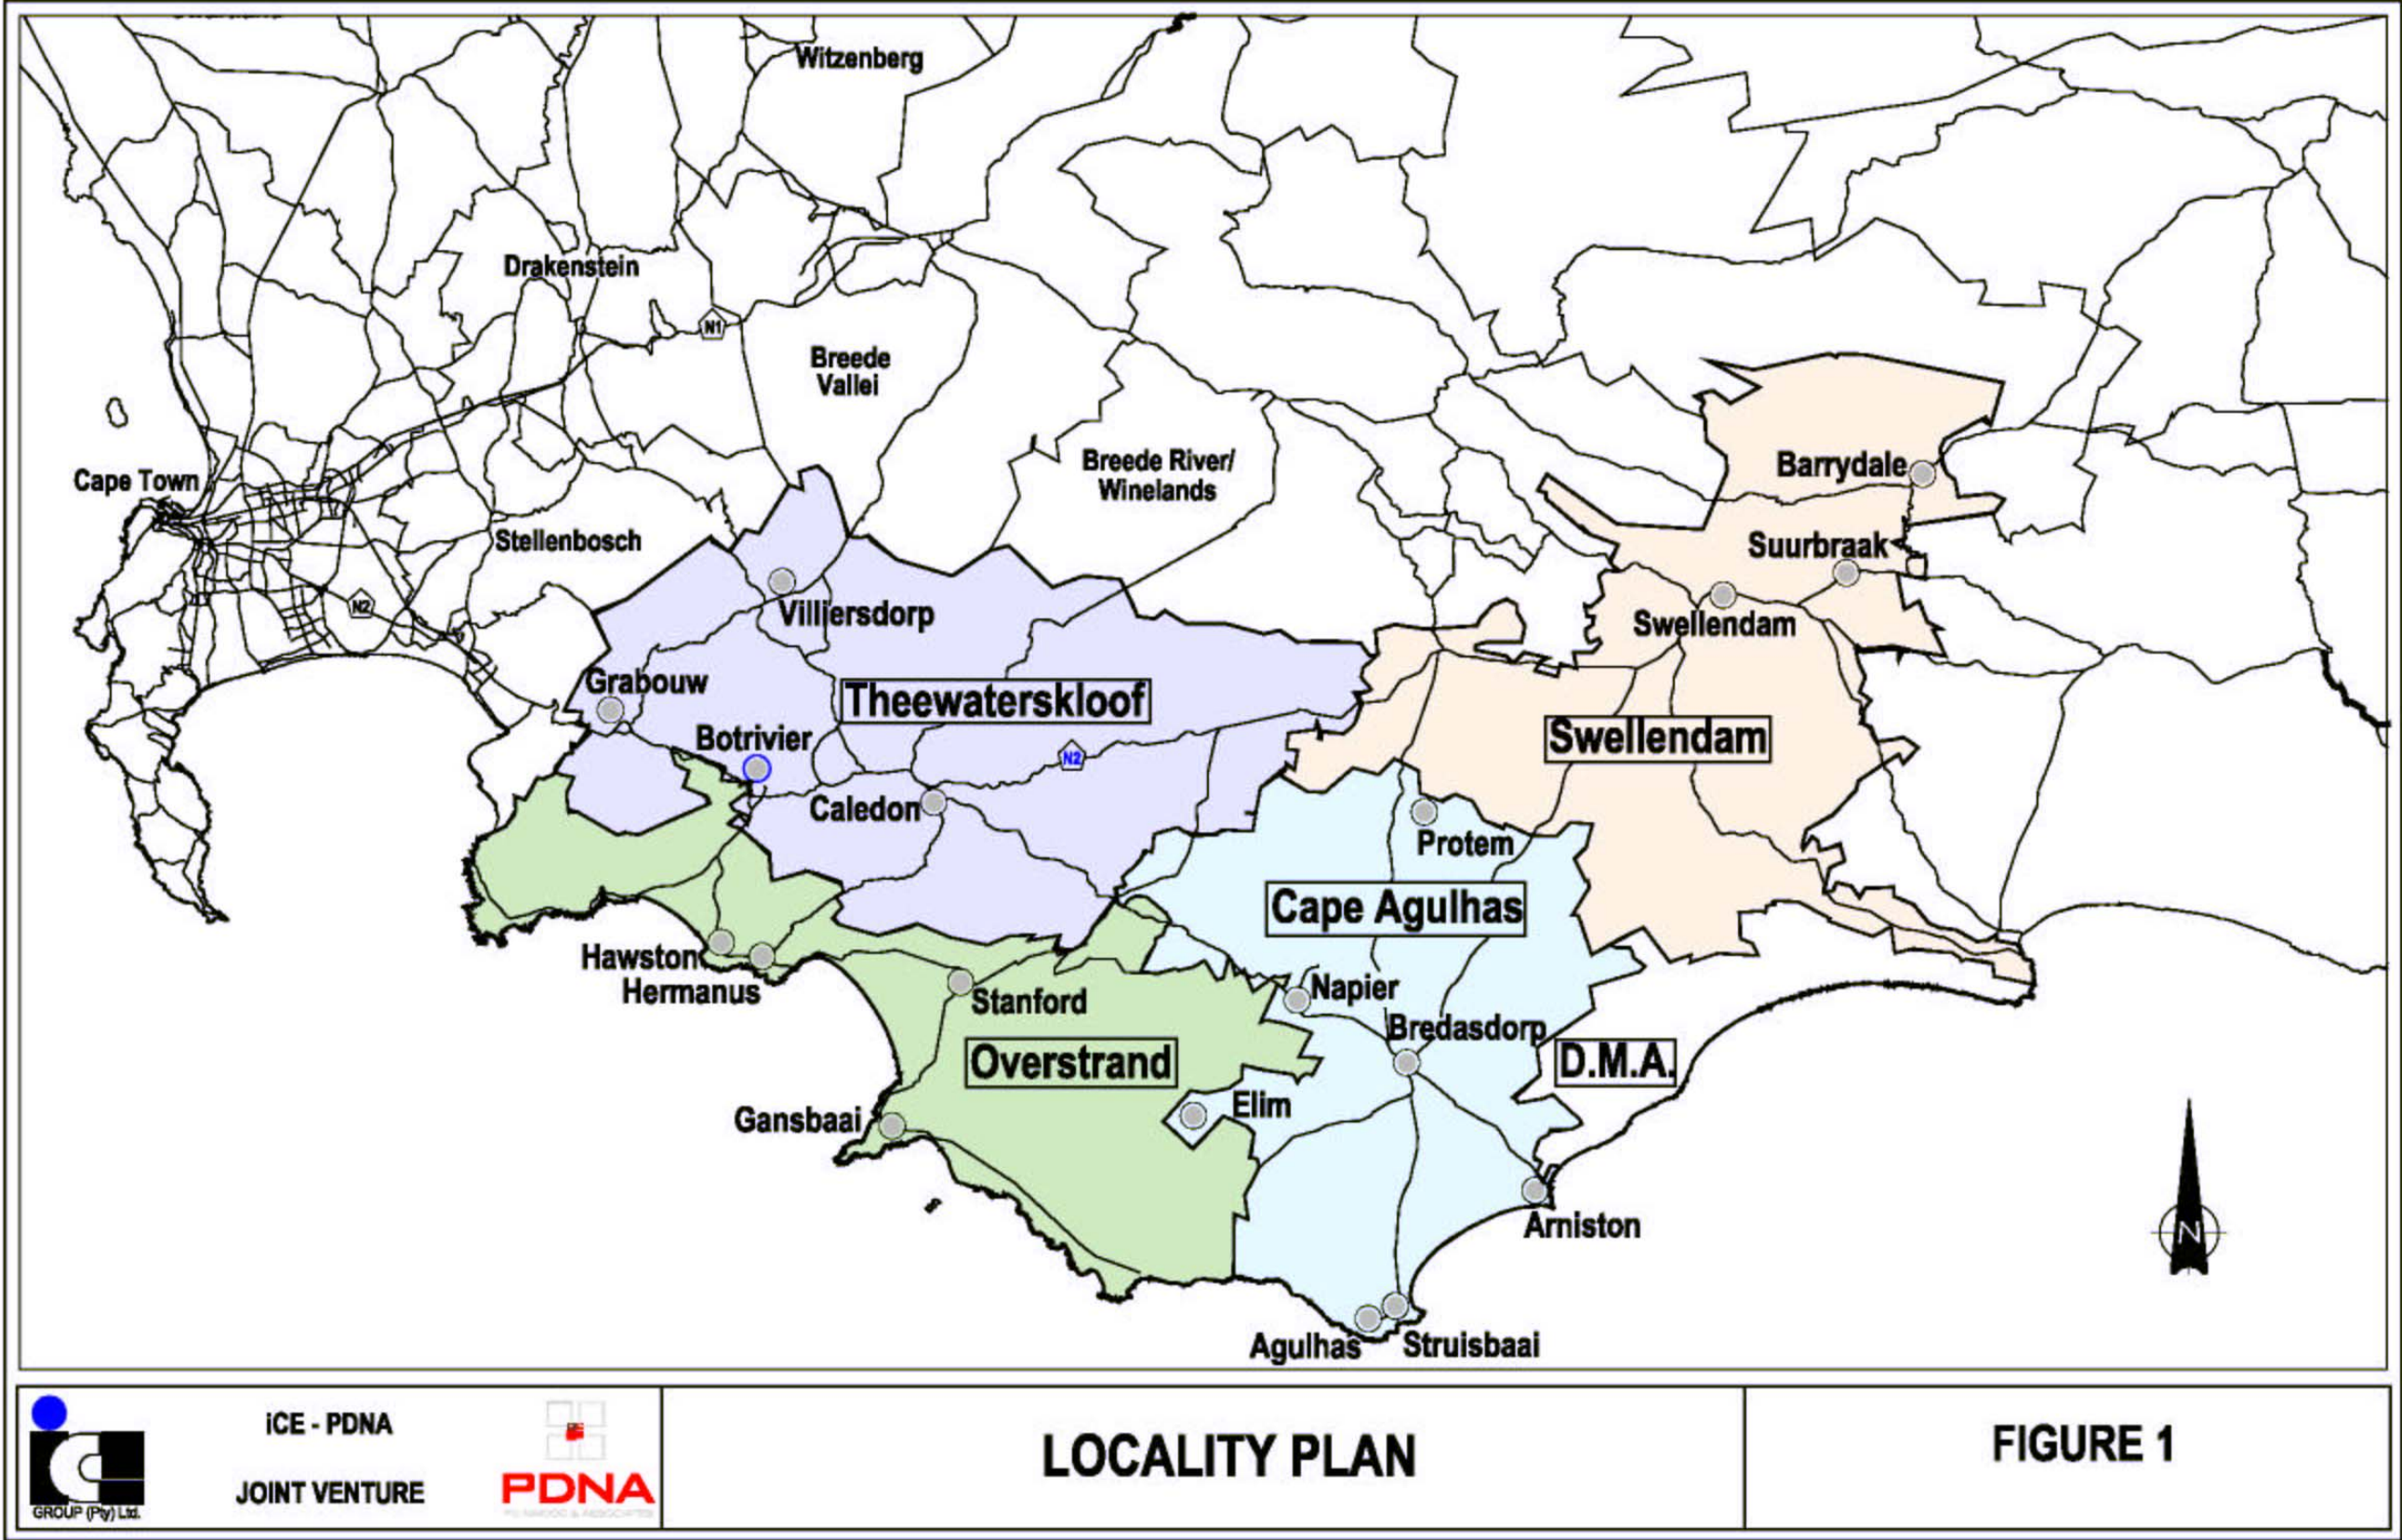 Witzenberg
Drakenstein
N1
Breede
Vallei
Breede River/
Winelands
Cape Town
Stellenbosch
N2
Barrydale
Suurbraak
Swellendam
Villiersdorp
Grabouw
Theewaterskloof
Botrivier
N2
Swellendam
Caledon
Protem
Cape Agulhas
Hawston
Hermanus
Stanford
Napier
Bredasdorp
Overstrand
D.M.A.
Elim
Gansbaai
Arniston
N
Agulhas
Struisbaai
iCE - PDNA
JOINT VENTURE
GROUP (Pty) Ltd.
PDNA
LOCALITY PLAN
FIGURE 1